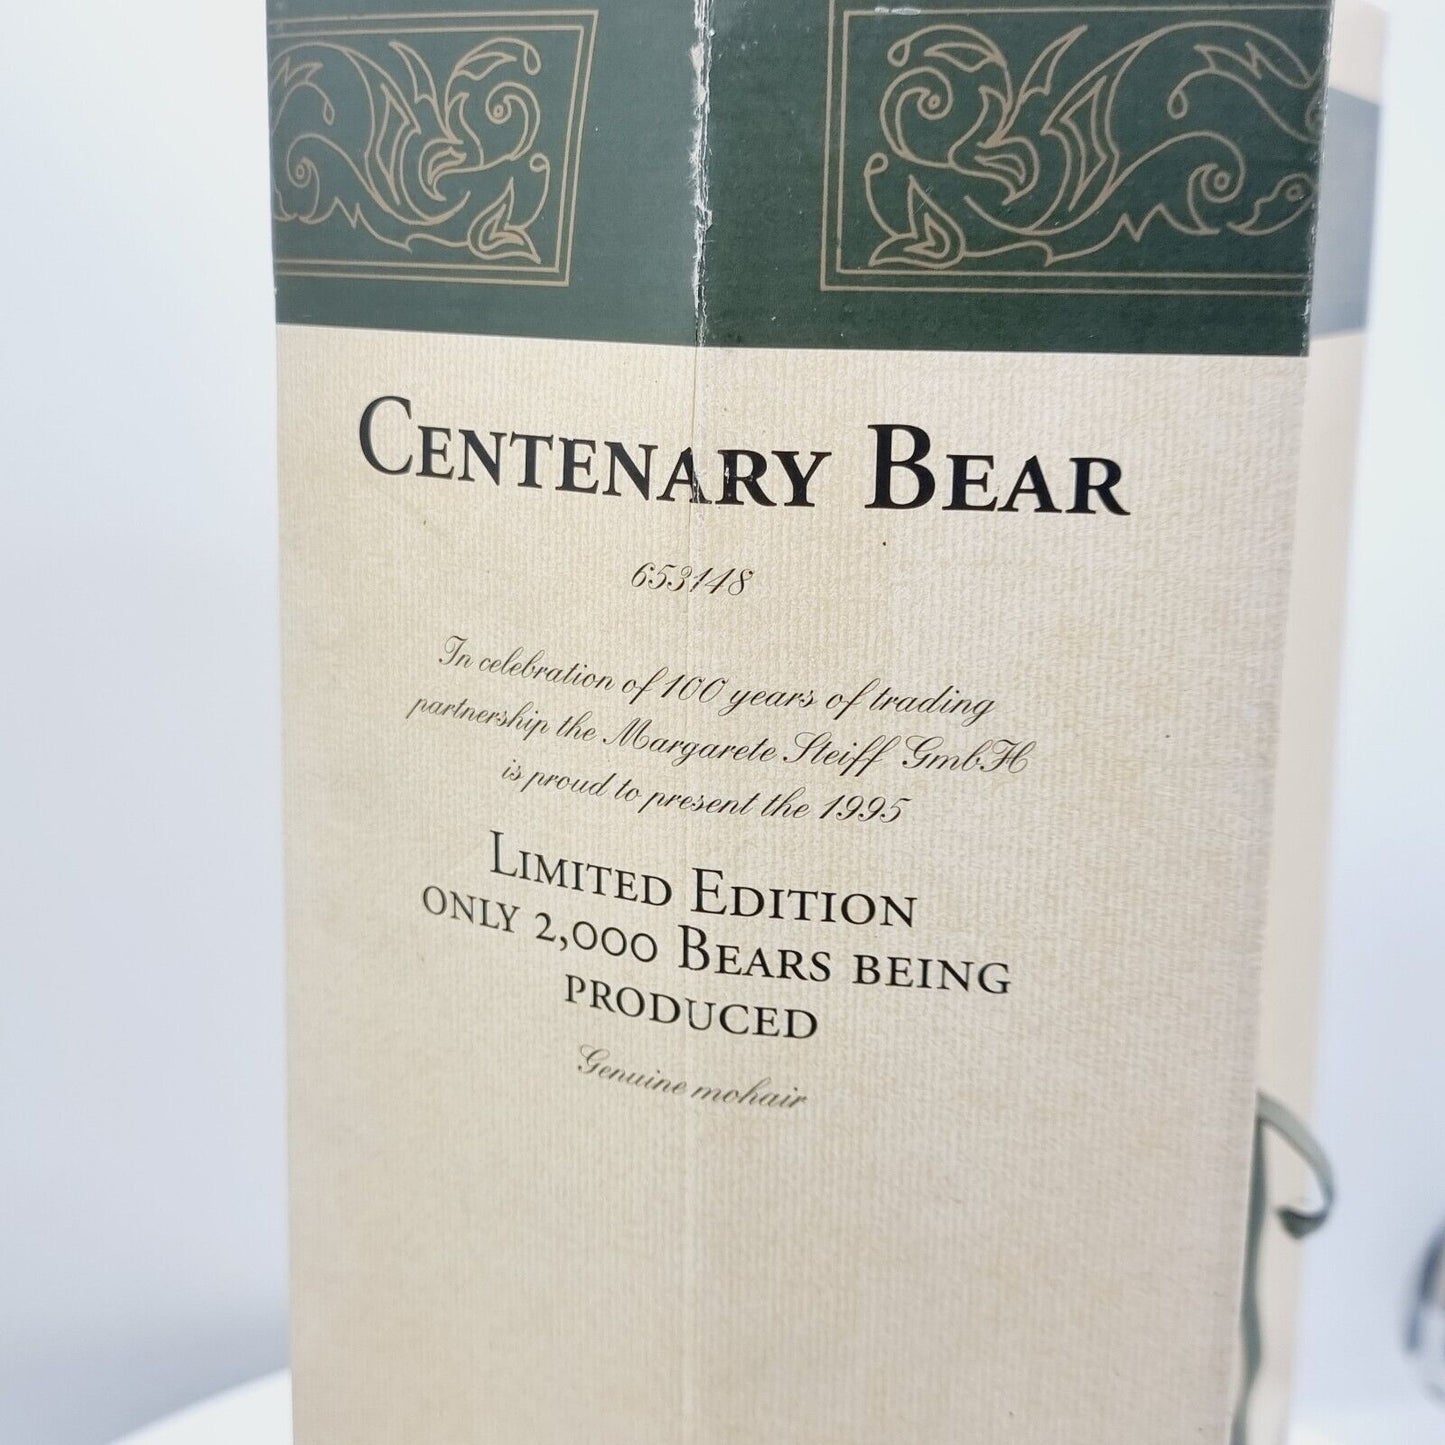 CENTENARY BEAR
653148
In celebration of 100 years of trading
partnership the Margarete Steiff GmbH
is proud to present the 1995
LIMITED EDITION
ONLY 2,000 BEARS BEING
PRODUCED
Genuine mohair